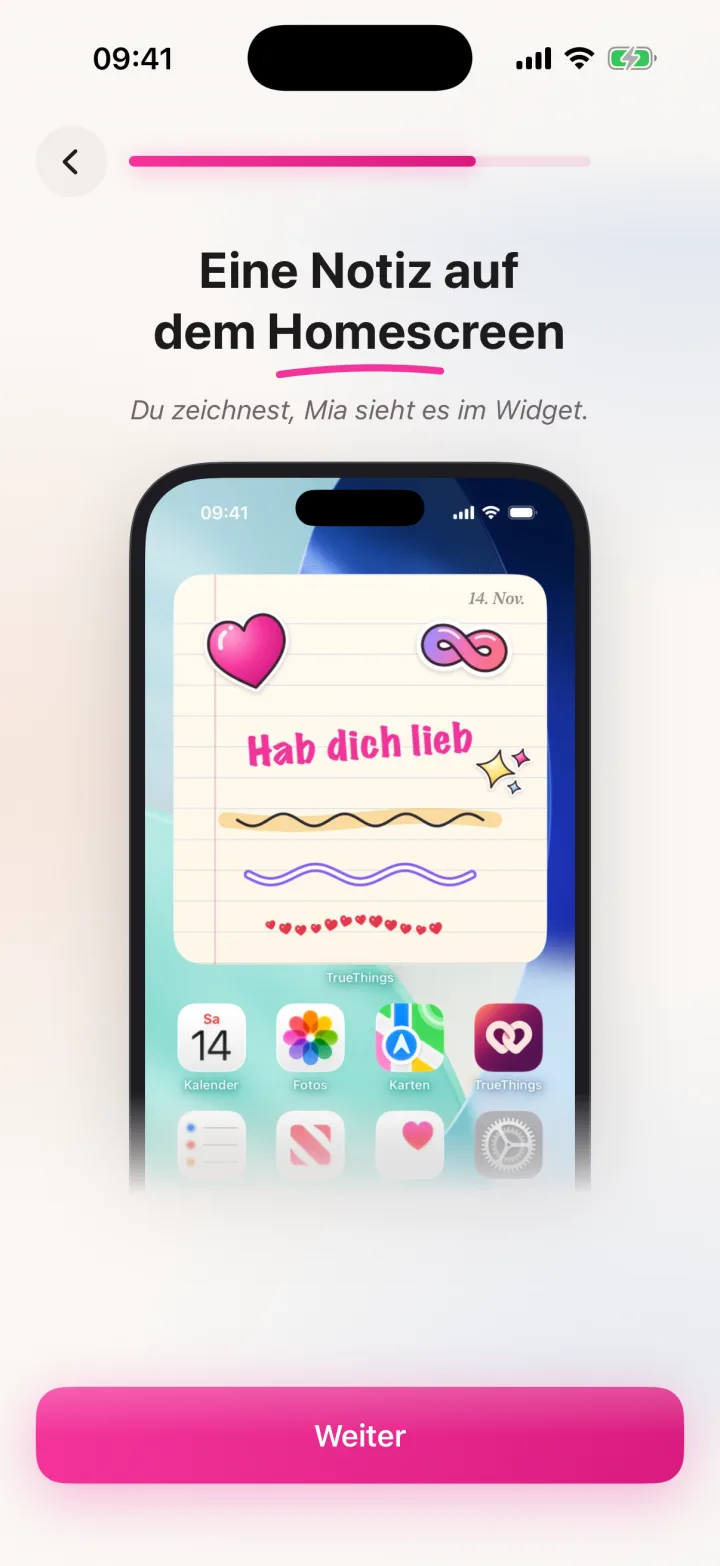 09:41
Eine Notiz auf
dem Homescreen
Du zeichnest, Mia sieht es im Widget.
09:41
14. Nov.
Hab dich lieb
TrueThings
Sa
14
Kalender
Fotos
Karten
TrueThings
Weiter